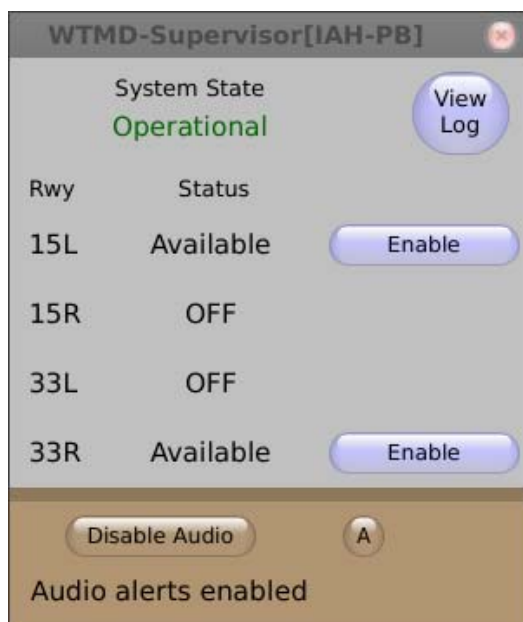 WTMD-Supervisor[IAH-PB]
System State
Operational
View
Log
Rwy Status
15L Available Enable
15R OFF
33L OFF
33R Available Enable
Disable Audio A
Audio alerts enabled